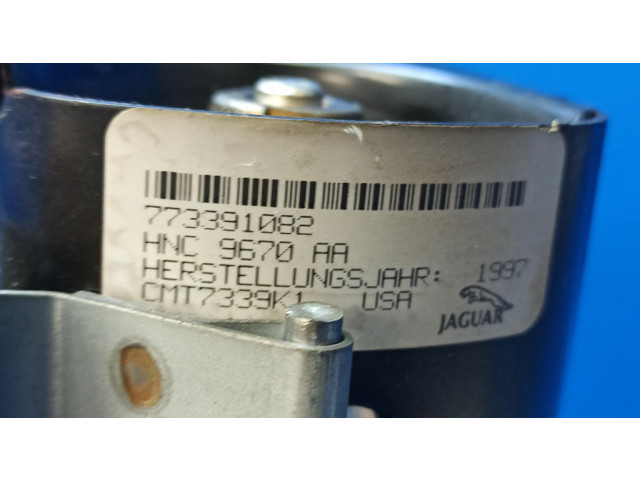 773391082
HNC 9670 AA
HERSTELLUNGSJAHR: 1997
CMT7339K1 USA
JAGUAR